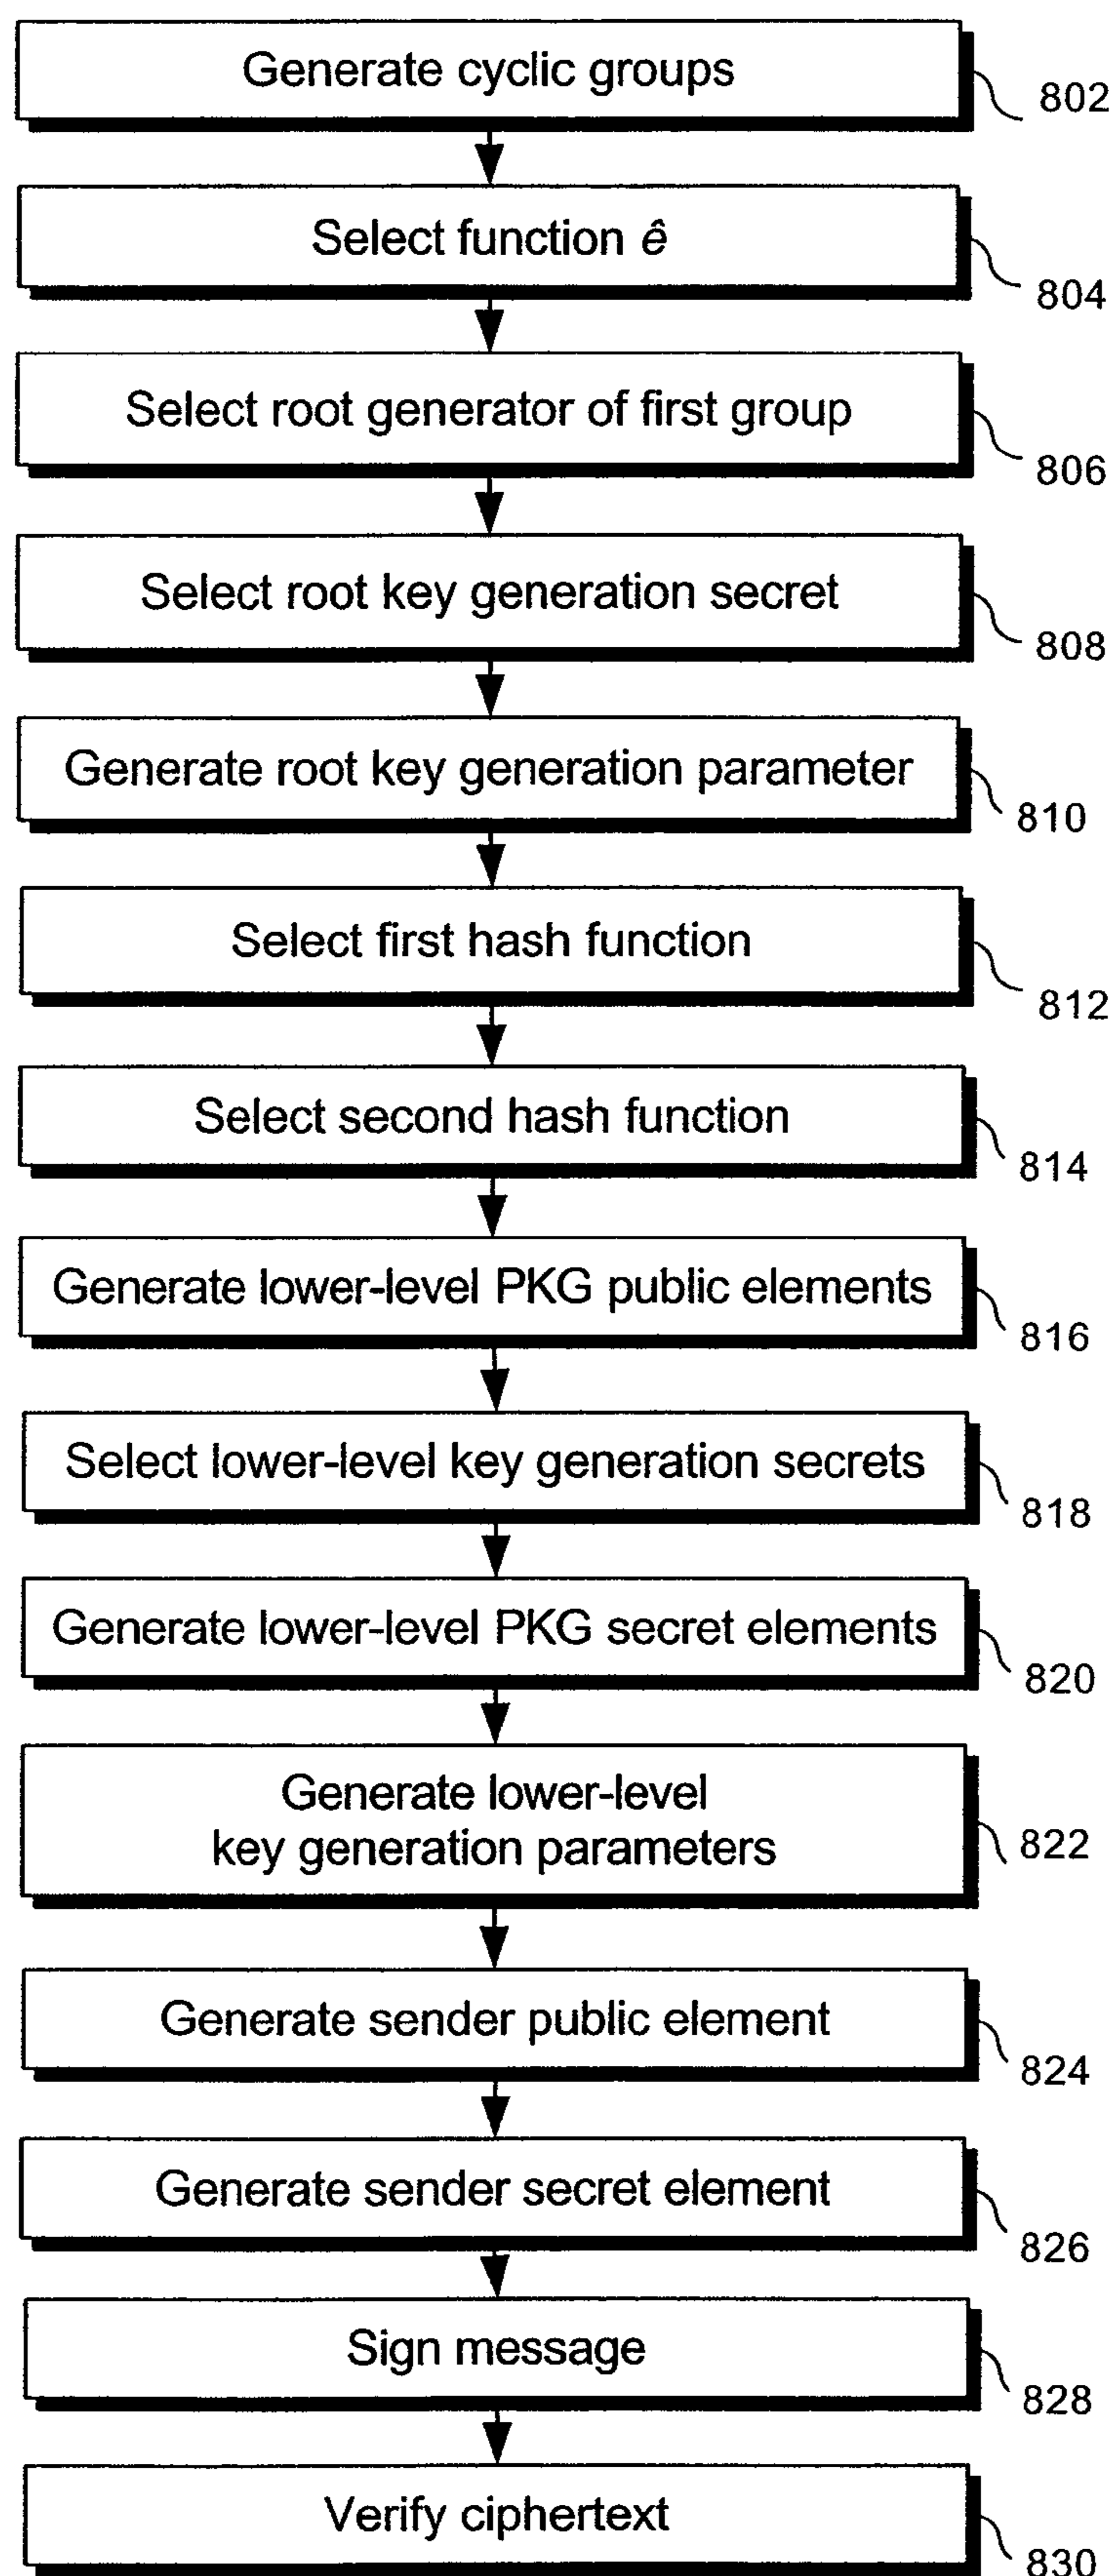 Generate cyclic groups
802
Select function ê
804
Select root generator of first group
806
Select root key generation secret
808
Generate root key generation parameter
810
Select first hash function
812
Select second hash function
814
Generate lower-level PKG public elements
816
Select lower-level key generation secrets
818
Generate lower-level PKG secret elements
820
Generate lower-level
key generation parameters
822
Generate sender public element
824
Generate sender secret element
826
Sign message
828
Verify ciphertext
830